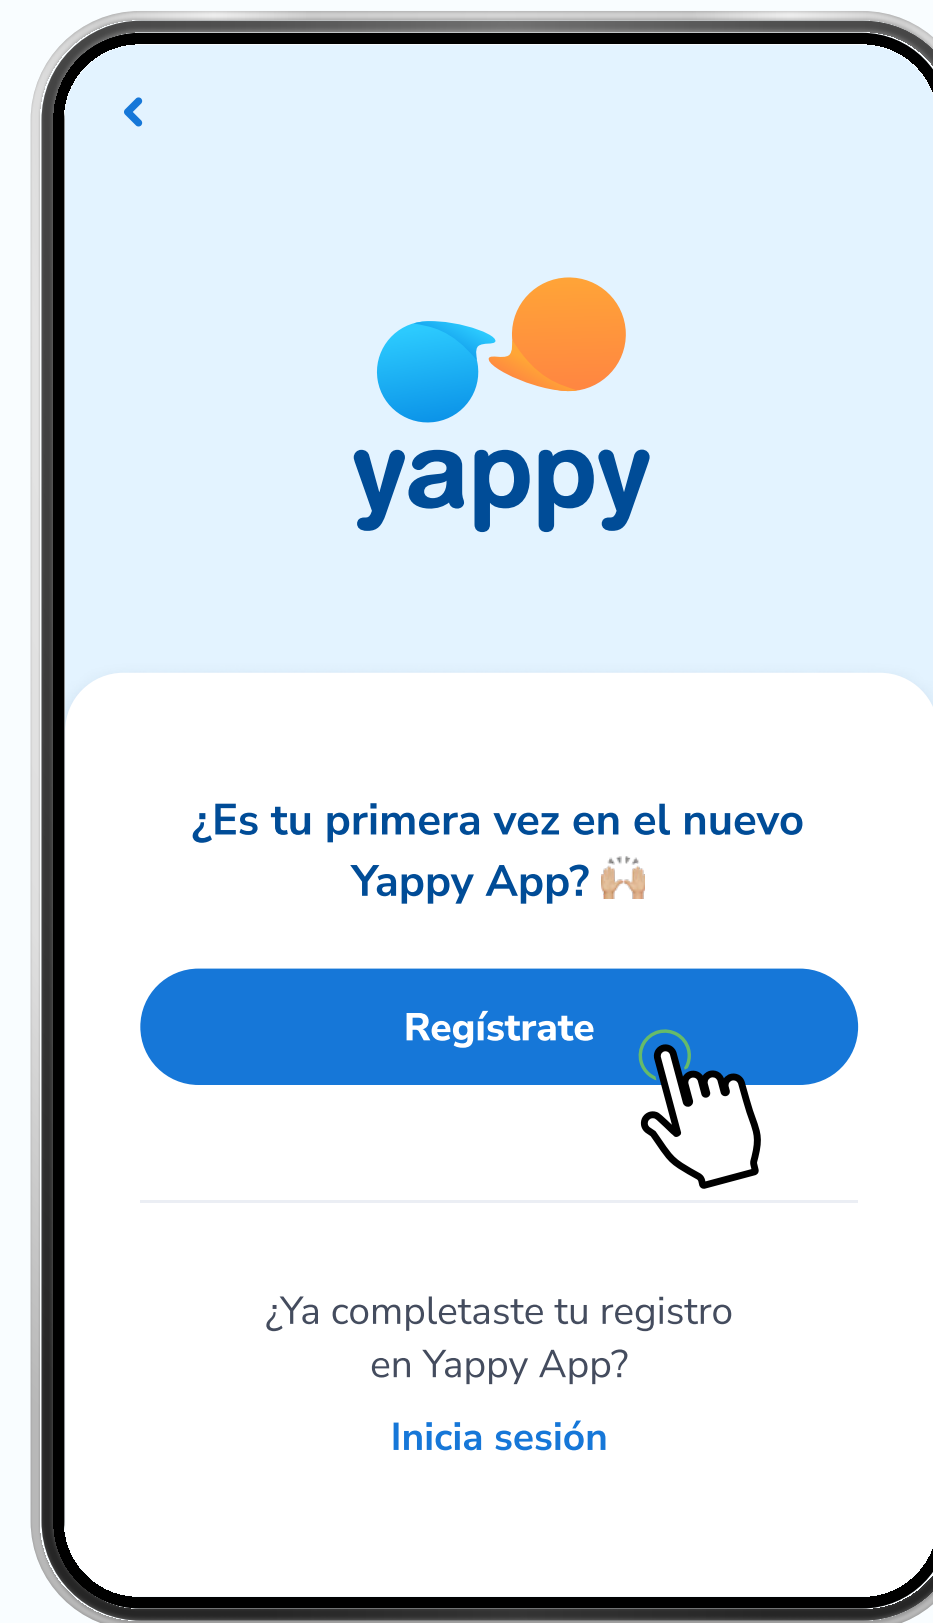 yappy
¿Es tu primera vez en el nuevo
Yappy App? 🙌🏼
Regístrate
¿Ya completaste tu registro
en Yappy App?
Inicia sesión